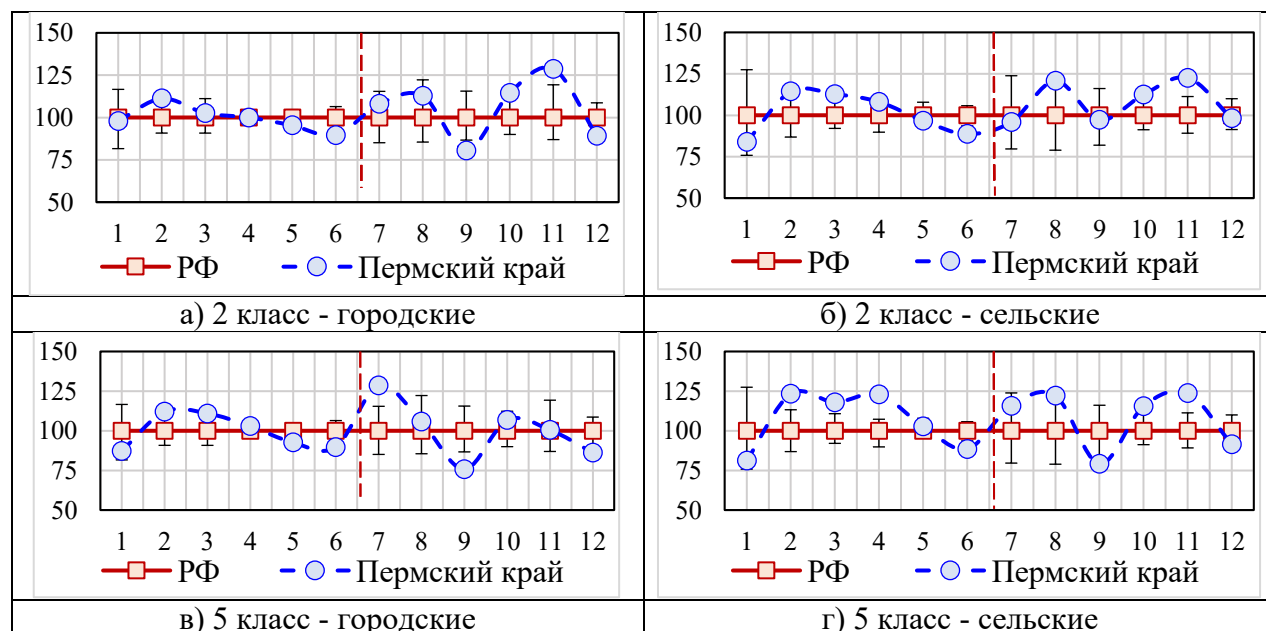 150
125
100
75
50
1 2 3 4 5 6 7 8 9 10 11 12
РФ Пермский край
а) 2 класс - городские
150
125
100
75
50
1 2 3 4 5 6 7 8 9 10 11 12
РФ Пермский край
б) 2 класс - сельские
150
125
100
75
50
1 2 3 4 5 6 7 8 9 10 11 12
РФ Пермский край
в) 5 класс - городские
150
125
100
75
50
1 2 3 4 5 6 7 8 9 10 11 12
РФ Пермский край
г) 5 класс - сельские